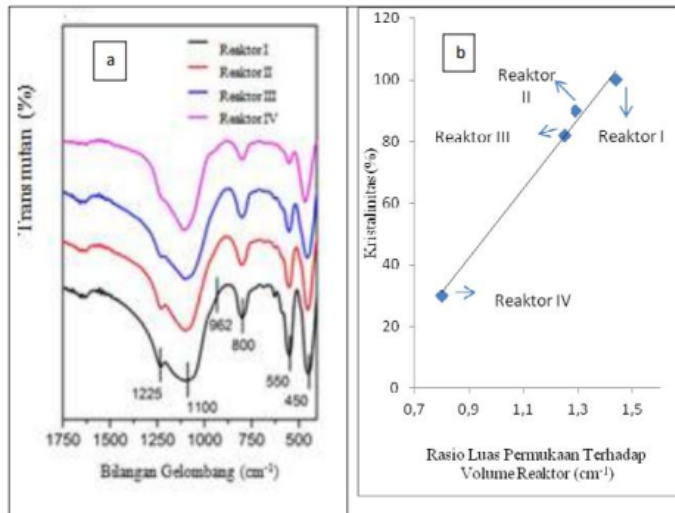 a
Reaktor I
Reaktor II
Reaktor III
Reaktor IV
Transmitan (%)
962
800
1225
1100
550
450
1750
1500
1250
1000
750
500
Bilangan Gelombang (cm-1)
b
120
100
80
60
40
20
0
Kristalinitas (%)
Reaktor
II
Reaktor III
Reaktor I
Reaktor IV
0,7
0,9
1,1
1,3
1,5
Rasio Luas Permukaan Terhadap
Volume Reaktor (cm-1)